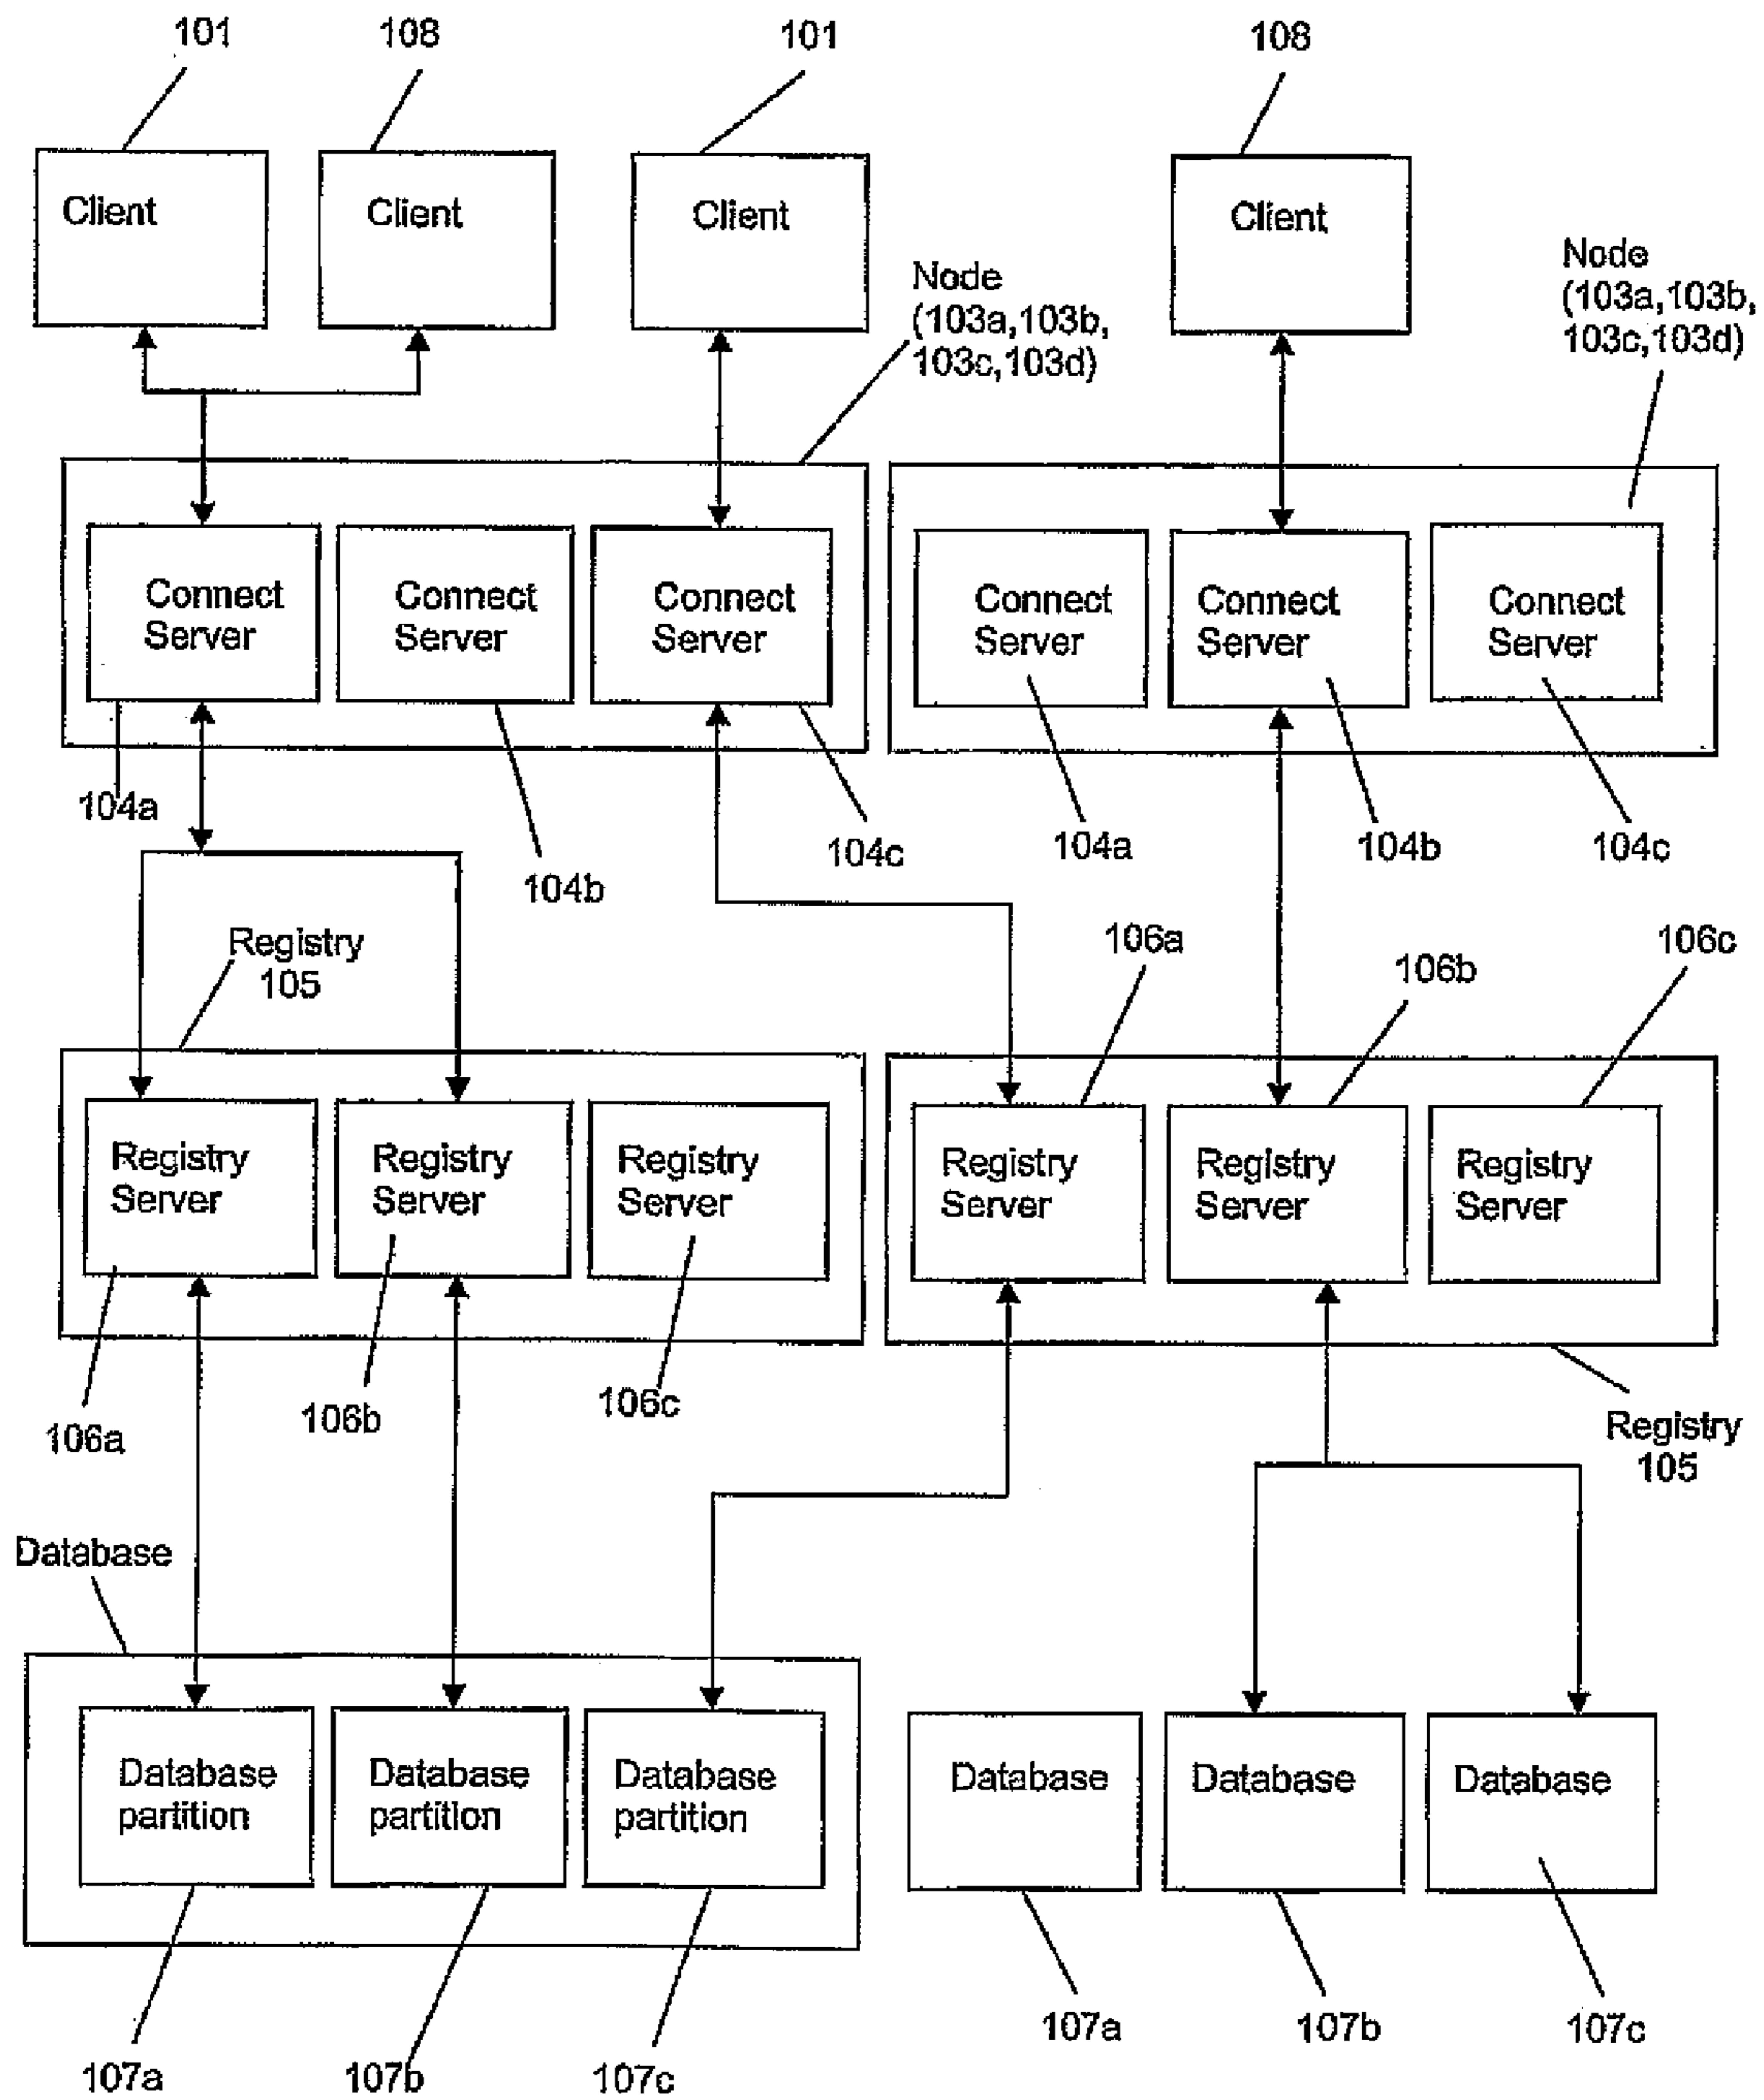 101
108
101
108
Client
Client
Client
Client
Node
(103a,103b,
103c,103d)
Node
(103a,103b,
103c,103d)
Connect
Server
Connect
Server
Connect
Server
Connect
Server
Connect
Server
Connect
Server
104a
104b
104c
104a
104b
104c
Registry
105
106a
106b
106c
Registry
Server
Registry
Server
Registry
Server
Registry
Server
Registry
Server
Registry
Server
106a
106b
106c
Registry
105
Database
Database
partition
Database
partition
Database
partition
Database
Database
Database
107a
107b
107c
107a
107b
107c